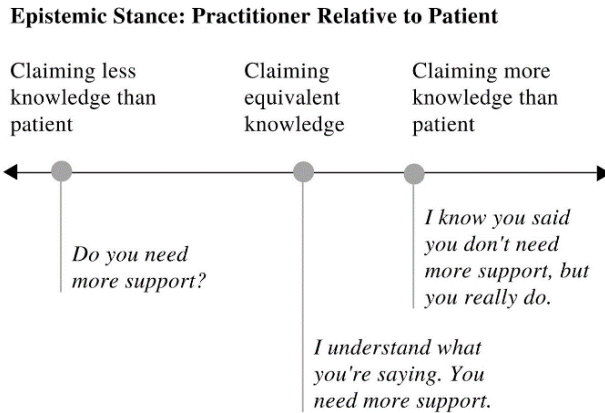 Epistemic Stance: Practitioner Relative to Patient
Claiming less
knowledge than
patient
Claiming
equivalent
knowledge
Claiming more
knowledge than
patient
Do you need
more support?
I understand what
you're saying. You
need more support.
I know you said
you don't need
more support, but
you really do.